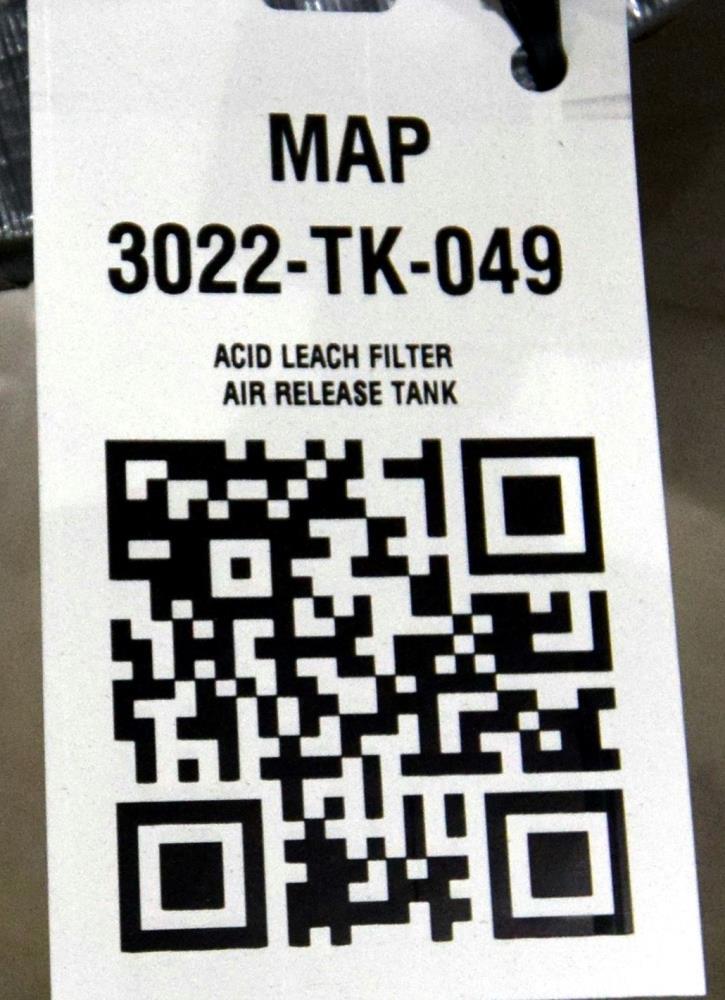 MAP
3022-TK-049
ACID LEACH FILTER
AIR RELEASE TANK